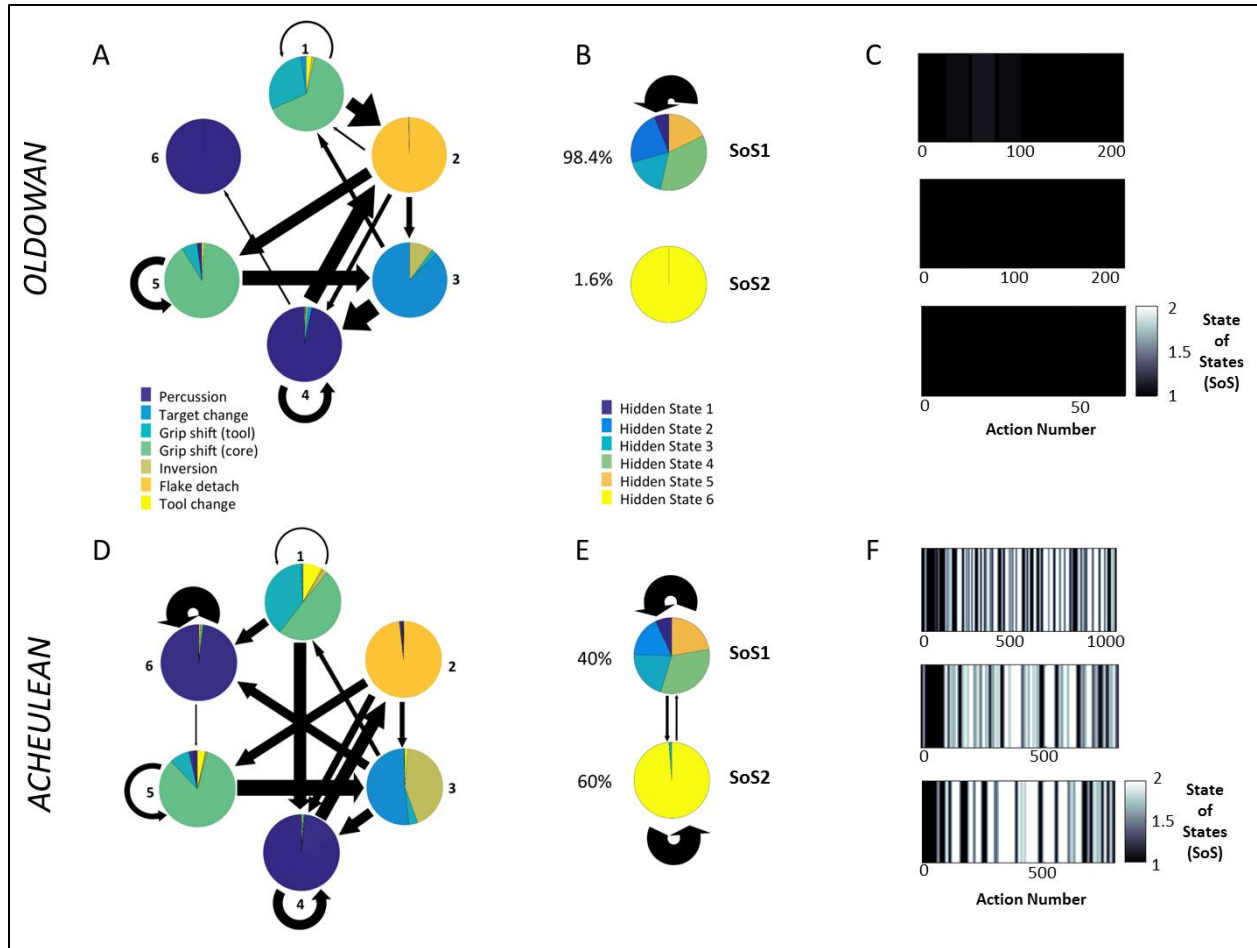 OLDOWAN
A
1
2
3
4
5
6
Percussion
Target change
Grip shift (tool)
Grip shift (core)
Inversion
Flake detach
Tool change
B
98.4%
SoS1
1.6%
SoS2
Hidden State 1
Hidden State 2
Hidden State 3
Hidden State 4
Hidden State 5
Hidden State 6
C
0 100 200
0 100 200
0 50
Action Number
2
1.5
1
State
of
States
(SoS)
ACHEULEAN
D
1
2
3
4
5
6
E
40%
SoS1
60%
SoS2
F
0 500 1000
0 500
0 500
Action Number
2
1.5
1
State
of
States
(SoS)